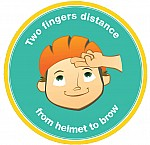 Two fingers distance
from helmet to brow